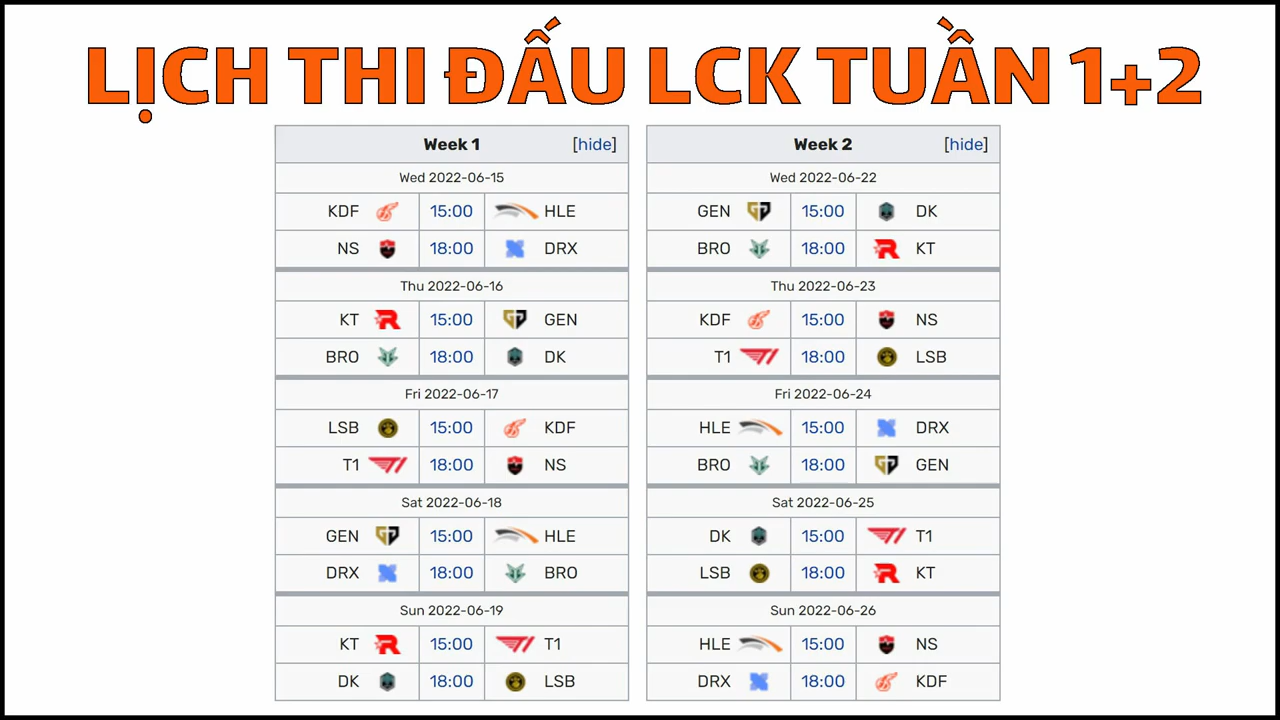 LỊCH THI ĐẤU LCK TUẦN 1+2
Week 1 [hide]
Wed 2022-06-15
KDF 15:00 HLE
NS 18:00 DRX
Thu 2022-06-16
KT 15:00 GEN
BRO 18:00 DK
Fri 2022-06-17
LSB 15:00 KDF
T1 18:00 NS
Sat 2022-06-18
GEN 15:00 HLE
DRX 18:00 BRO
Sun 2022-06-19
KT 15:00 T1
DK 18:00 LSB
Week 2 [hide]
Wed 2022-06-22
GEN 15:00 DK
BRO 18:00 KT
Thu 2022-06-23
KDF 15:00 NS
T1 18:00 LSB
Fri 2022-06-24
HLE 15:00 DRX
BRO 18:00 GEN
Sat 2022-06-25
DK 15:00 T1
LSB 18:00 KT
Sun 2022-06-26
HLE 15:00 NS
DRX 18:00 KDF